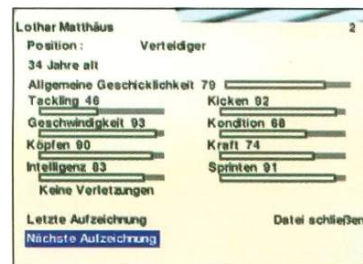 Lothar Matthäus 2
Position: Verteidiger
34 Jahre alt
Allgemeine Geschicklichkeit 79
Tackling 46 Kicken 92
Geschwindigkeit 93 Kondition 68
Köpfen 90 Kraft 74
Intelligenz 83 Sprinten 91
Keine Verletzungen
Letzte Aufzeichnung Datei schließen
Nächste Aufzeichnung